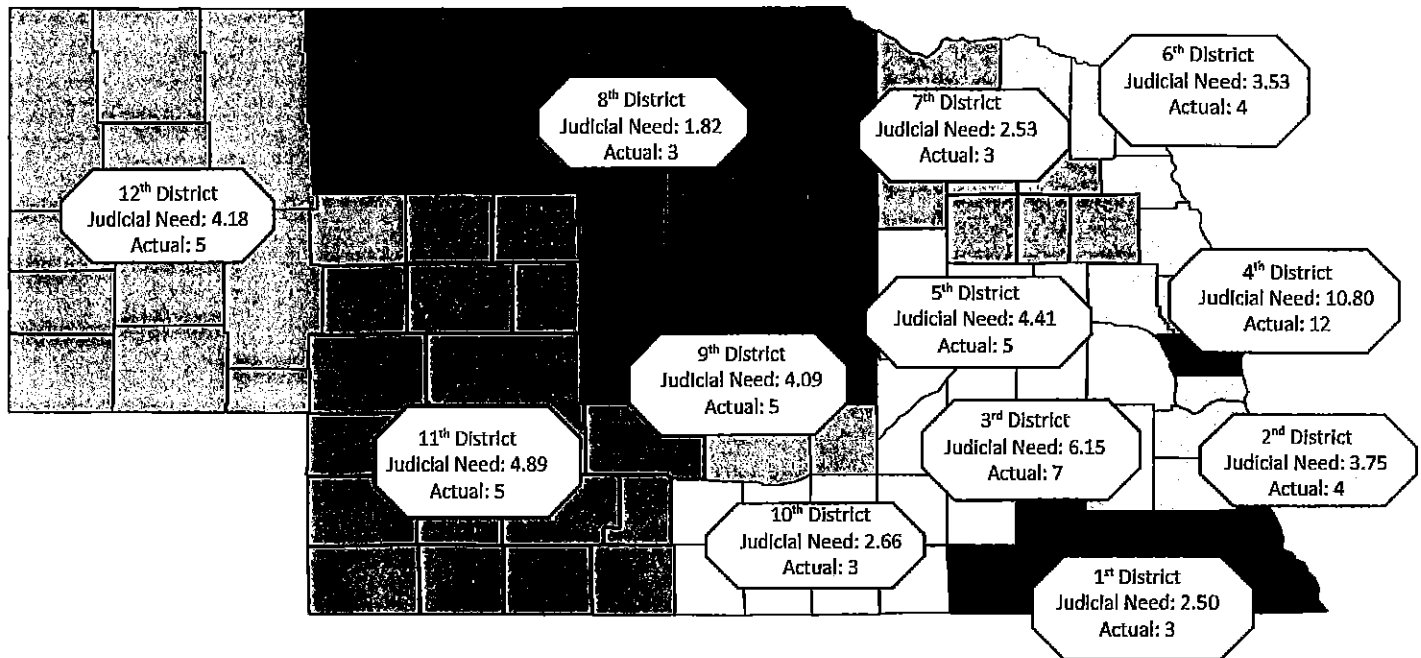 6th District
Judicial Need: 3.53
Actual: 4
8th District
Judicial Need: 1.82
Actual: 3
7th District
Judicial Need: 2.53
Actual: 3
12th District
Judicial Need: 4.18
Actual: 5
4th District
Judicial Need: 10.80
Actual: 12
5th District
Judicial Need: 4.41
Actual: 5
9th District
Judicial Need: 4.09
Actual: 5
3rd District
Judicial Need: 6.15
Actual: 7
11th District
Judicial Need: 4.89
Actual: 5
2nd District
Judicial Need: 3.75
Actual: 4
10th District
Judicial Need: 2.66
Actual: 3
1st District
Judicial Need: 2.50
Actual: 3